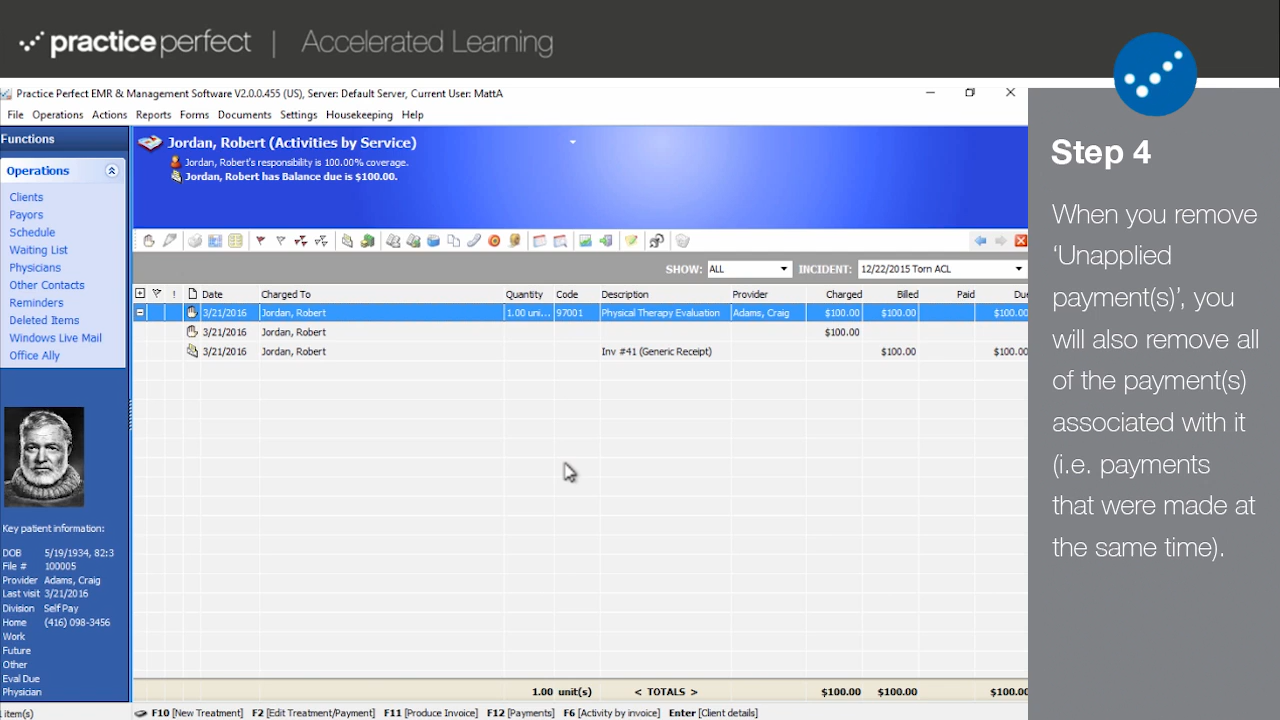 practiceperfect | Accelerated Learning
Practice Perfect EMR & Management Software V2.0.0.455 (US), Server: Default Server, Current User: MattA
File Operations Actions Reports Forms Documents Settings Housekeeping Help
Functions
Operations
Clients
Payors
Schedule
Waiting List
Physicians
Other Contacts
Reminders
Deleted Items
Windows Live Mail
Office Ally
Key patient information:
DOB 5/19/1934, 82:3
File # 100005
Provider Adams, Craig
Last visit 3/21/2016
Division Self Pay
Home (416) 098-3456
Work
Future
Other
Eval Due
Physician
item(s)
Jordan, Robert (Activities by Service)
Jordan, Robert's responsibility is 100.00% coverage.
Jordan, Robert has Balance due is $100.00.
SHOW: ALL INCIDENT: 12/22/2015 Torn ACL
! Date Charged To Quantity Code Description Provider Charged Billed Paid Due
3/21/2016 Jordan, Robert 1.00 uni... 97001 Physical Therapy Evaluation Adams, Craig $100.00 $100.00 $100.00
3/21/2016 Jordan, Robert $100.00
3/21/2016 Jordan, Robert Inv #41 (Generic Receipt) $100.00 $100.00
1.00 unit(s) < TOTALS > $100.00 $100.00 $100.00
F10 [New Treatment] F2 [Edit Treatment/Payment] F11 [Produce Invoice] F12 [Payments] F6 [Activity by invoice] Enter [Client details]
Step 4
When you remove
‘Unapplied
payment(s)’, you
will also remove all
of the payment(s)
associated with it
(i.e. payments
that were made at
the same time).